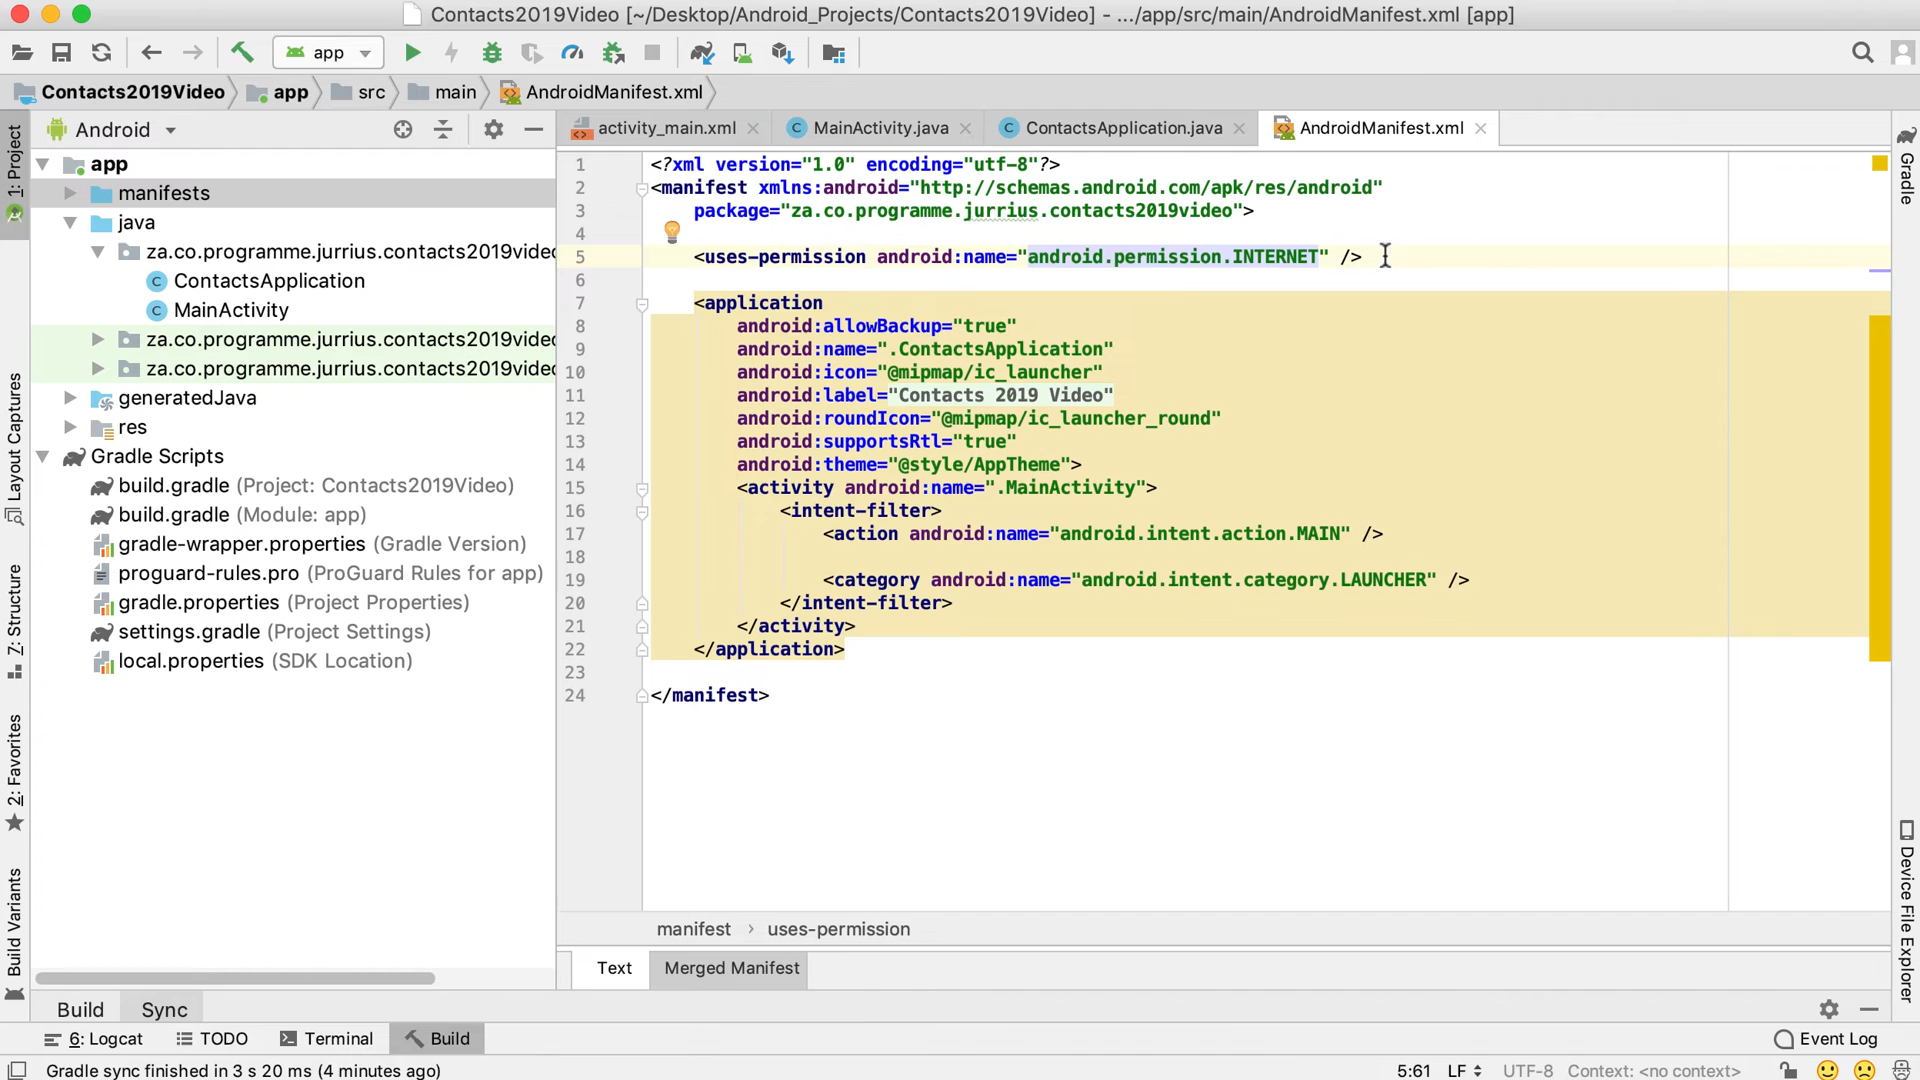 Contacts2019Video [~/Desktop/Android_Projects/Contacts2019Video] - .../app/src/main/AndroidManifest.xml [app]
app
Contacts2019Video app src main AndroidManifest.xml
Android
activity_main.xml MainActivity.java ContactsApplication.java AndroidManifest.xml
app
manifests
java
za.co.programme.jurrius.contacts2019video
ContactsApplication
MainActivity
za.co.programme.jurrius.contacts2019video
za.co.programme.jurrius.contacts2019video
generatedJava
res
Gradle Scripts
build.gradle (Project: Contacts2019Video)
build.gradle (Module: app)
gradle-wrapper.properties (Gradle Version)
proguard-rules.pro (ProGuard Rules for app)
gradle.properties (Project Properties)
settings.gradle (Project Settings)
local.properties (SDK Location)
1: Project
Layout Captures
7: Structure
2: Favorites
Build Variants
1 <?xml version="1.0" encoding="utf-8"?>
2 <manifest xmlns:android="http://schemas.android.com/apk/res/android"
3 package="za.co.programme.jurrius.contacts2019video">
4
5 <uses-permission android:name="android.permission.INTERNET" />
6
7 <application
8 android:allowBackup="true"
9 android:name=".ContactsApplication"
10 android:icon="@mipmap/ic_launcher"
11 android:label="Contacts 2019 Video"
12 android:roundIcon="@mipmap/ic_launcher_round"
13 android:supportsRtl="true"
14 android:theme="@style/AppTheme">
15 <activity android:name=".MainActivity">
16 <intent-filter>
17 <action android:name="android.intent.action.MAIN" />
18
19 <category android:name="android.intent.category.LAUNCHER" />
20 </intent-filter>
21 </activity>
22 </application>
23
24 </manifest>
manifest › uses-permission
Text Merged Manifest
Gradle
Device File Explorer
Build Sync
6: Logcat TODO Terminal Build Event Log
Gradle sync finished in 3 s 20 ms (4 minutes ago) 5:61 LF UTF-8 Context: <no context>